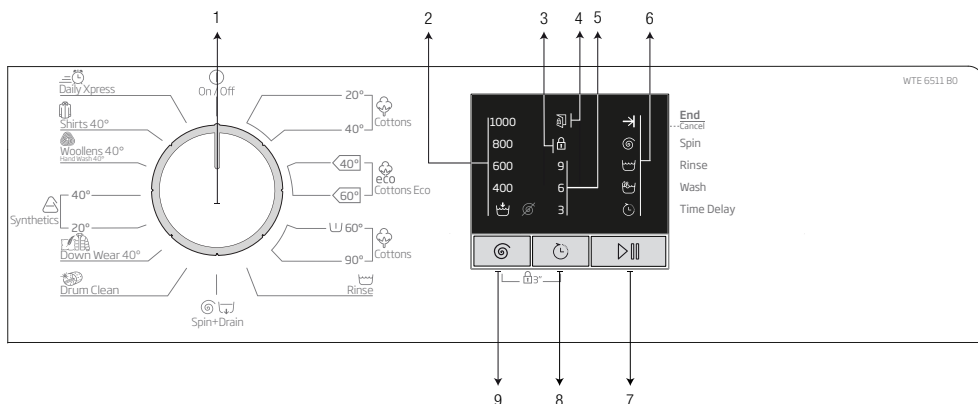 1
2
3
4
5
6
WTE 6511 B0
Daily Xpress
Shirts 40°
Woollens 40°
Hand Wash 40°
40°
Synthetics
20°
Down Wear 40°
Drum Clean
On / Off
20°
Cottons
40°
40°
eco
Cottons Eco
60°
60°
Cottons
90°
Rinse
Spin+Drain
1000
800
600
400
9
6
3
End
Cancel
Spin
Rinse
Wash
Time Delay
3"
9
8
7